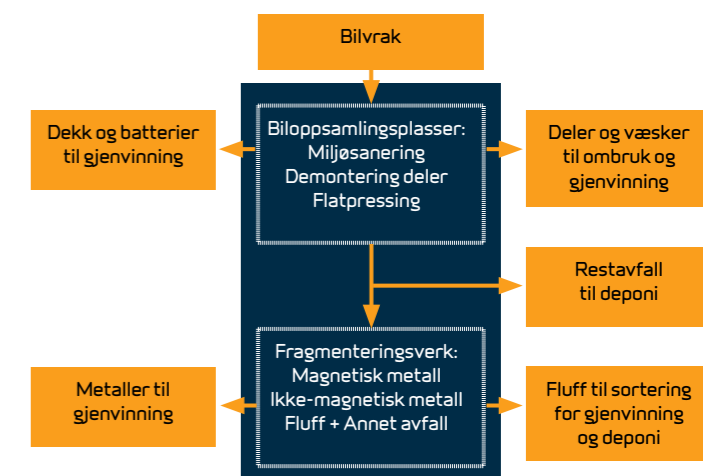 Bilvrak
Dekk og batterier
til gjenvinning
Biloppsamlingsplasser:
Miljøsanering
Demontering deler
Flatpressing
Deler og væsker
til ombruk og
gjenvinning
Restavfall
til deponi
Metaller til
gjenvinning
Fragmenteringsverk:
Magnetisk metall
Ikke-magnetisk metall
Fluff + Annet avfall
Fluff til sortering
for gjenvinning
og deponi